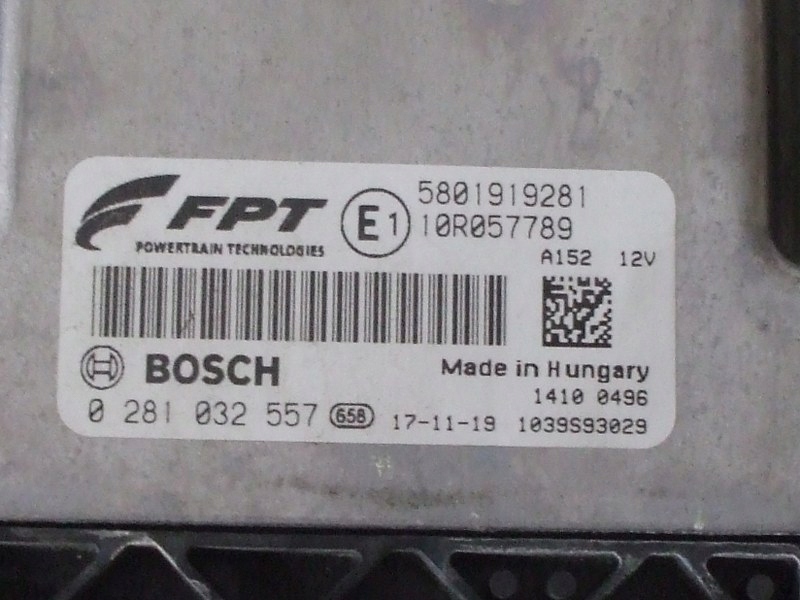 FPT
POWERTRAIN TECHNOLOGIES
E1
5801919281
10R057789
A152 12V
BOSCH
Made in Hungary
1410 0496
0 281 032 557 658 17-11-19 1039S93029